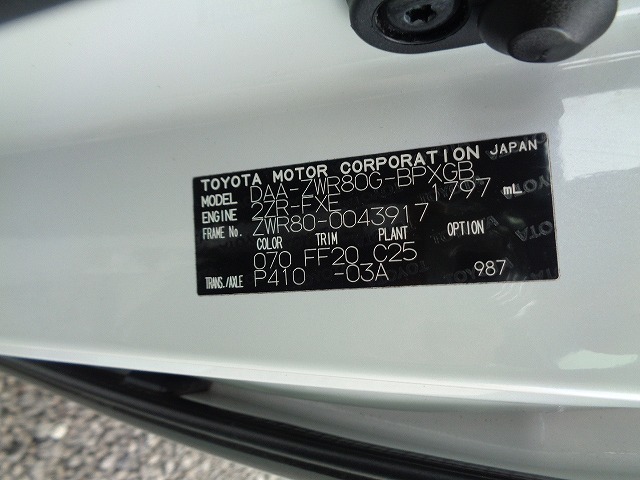 TOYOTA MOTOR CORPORATION JAPAN
MODEL DAA-ZWR80G-BPXGB
ENGINE 2ZR-FXE 1797 mL
FRAME No. ZWR80-0043917
COLOR TRIM PLANT OPTION
070 FF20 C25
TRANS./AXLE P410 -03A 987